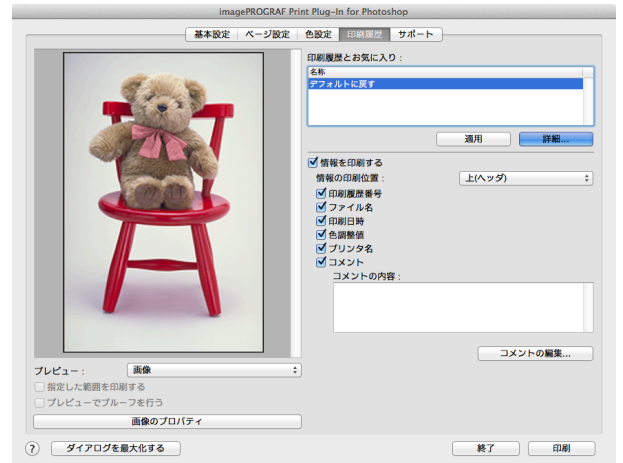 imagePROGRAF Print Plug-In for Photoshop
基本設定 ページ設定 色設定 印刷履歴 サポート
印刷履歴とお気に入り：
名称
デフォルトに戻す
適用 詳細...
情報を印刷する
情報の印刷位置： 上(ヘッダ)
印刷履歴番号
ファイル名
印刷日時
色調整値
プリンタ名
コメント
コメントの内容：
コメントの編集...
プレビュー： 画像
指定した範囲を印刷する
プレビューでプルーフを行う
画像のプロパティ
? ダイアログを最大化する 終了 印刷